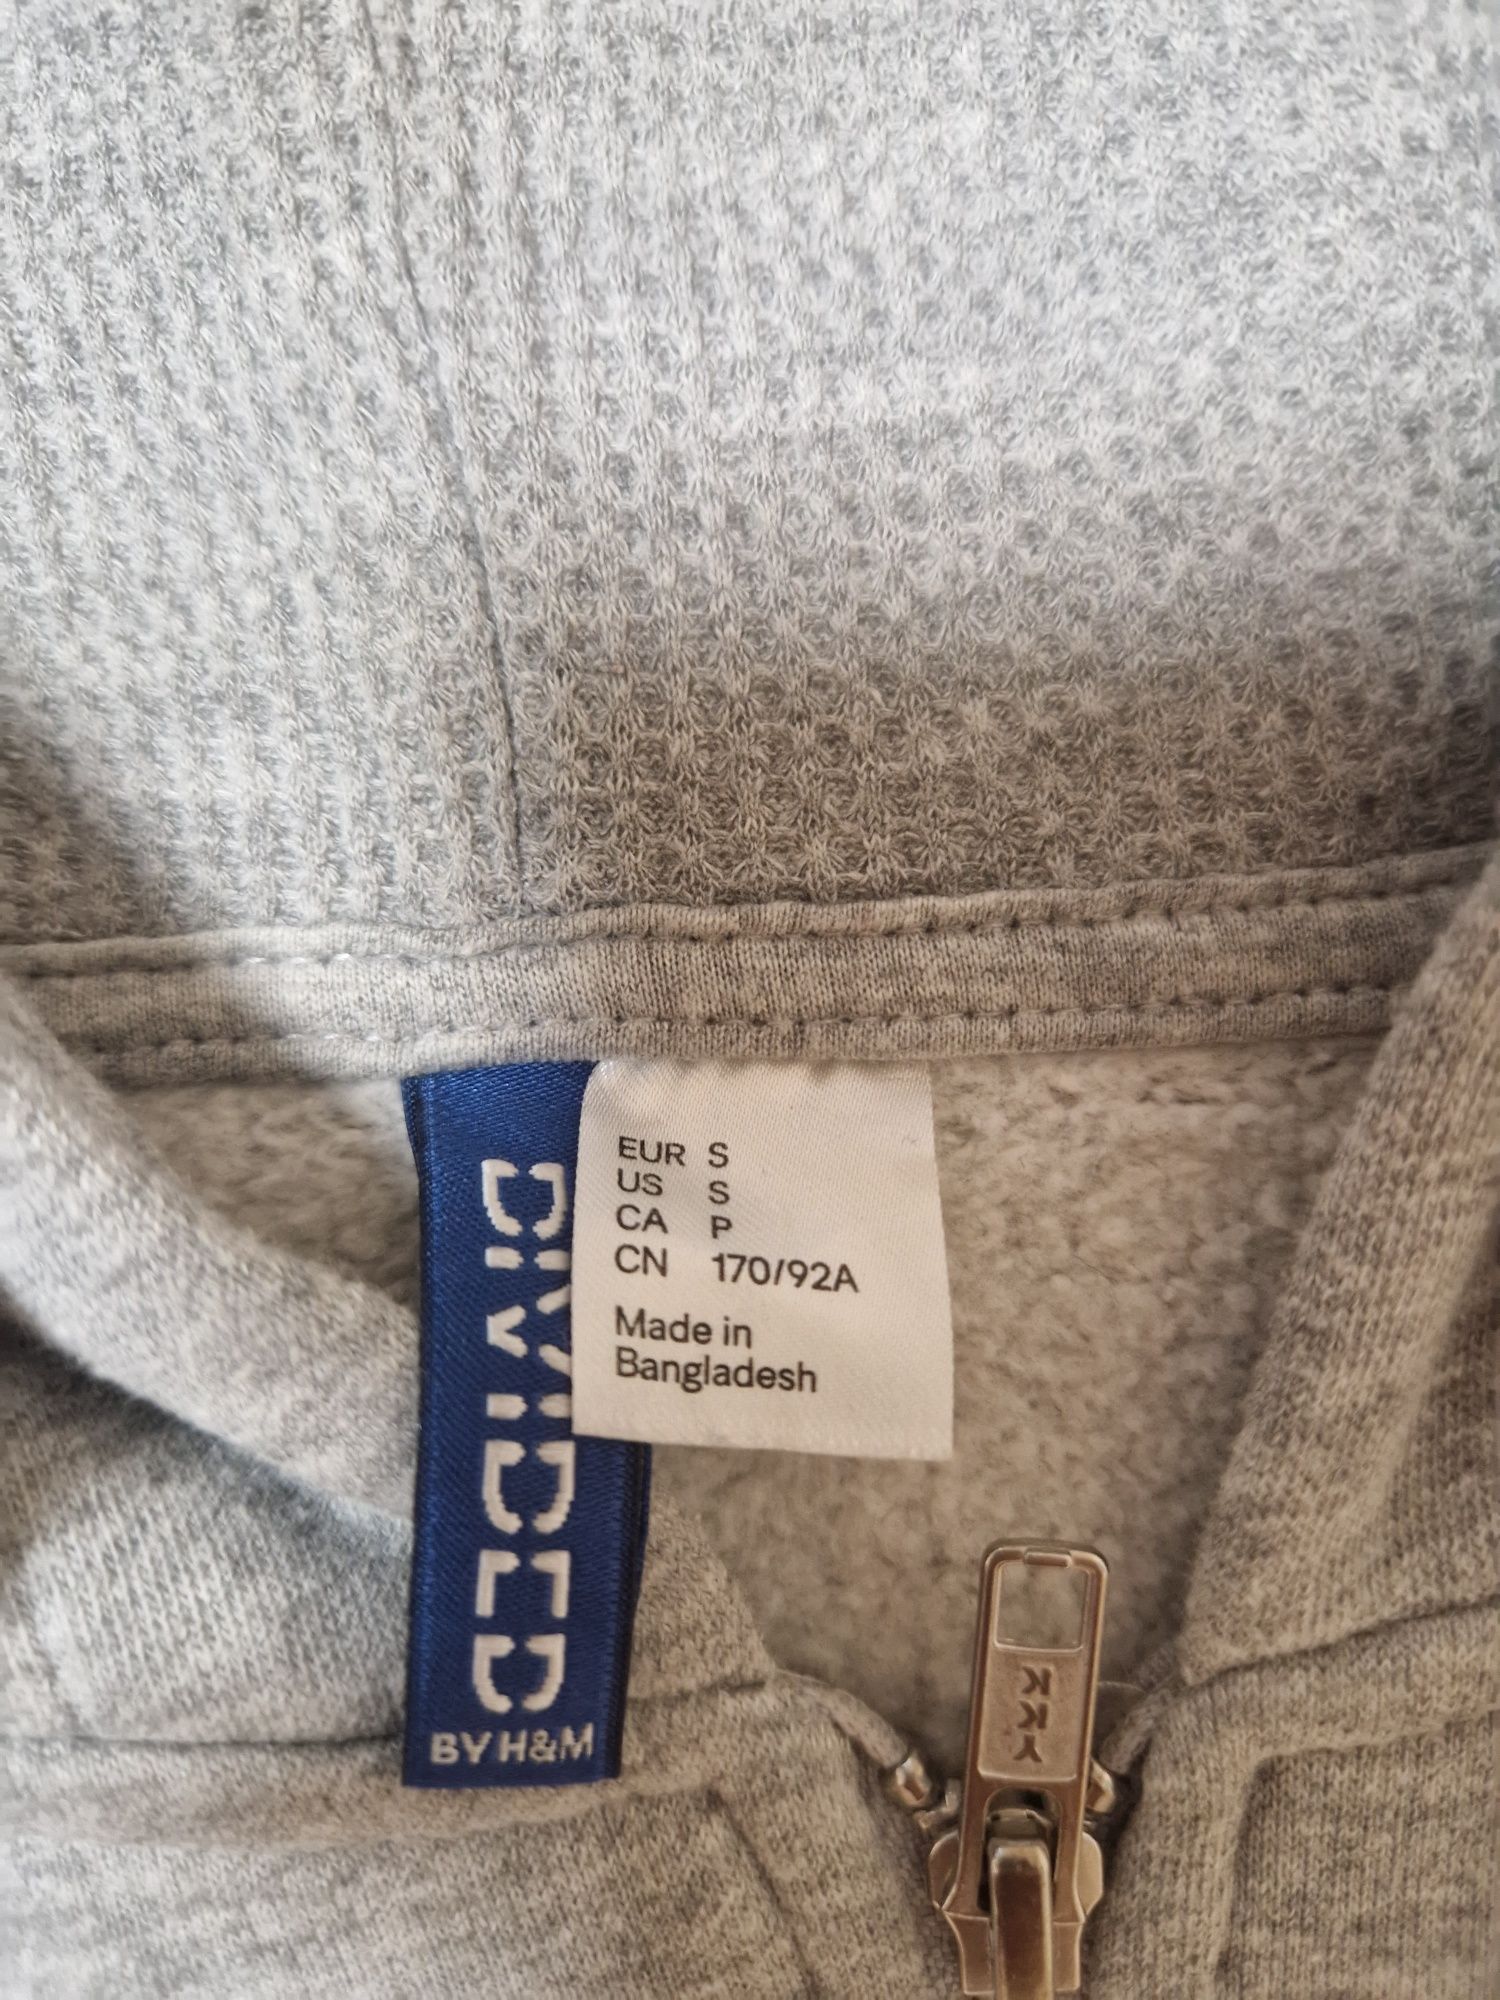 DIVIDED
BY H&M
EUR S
US S
CA P
CN 170/92A
Made in
Bangladesh
YKK